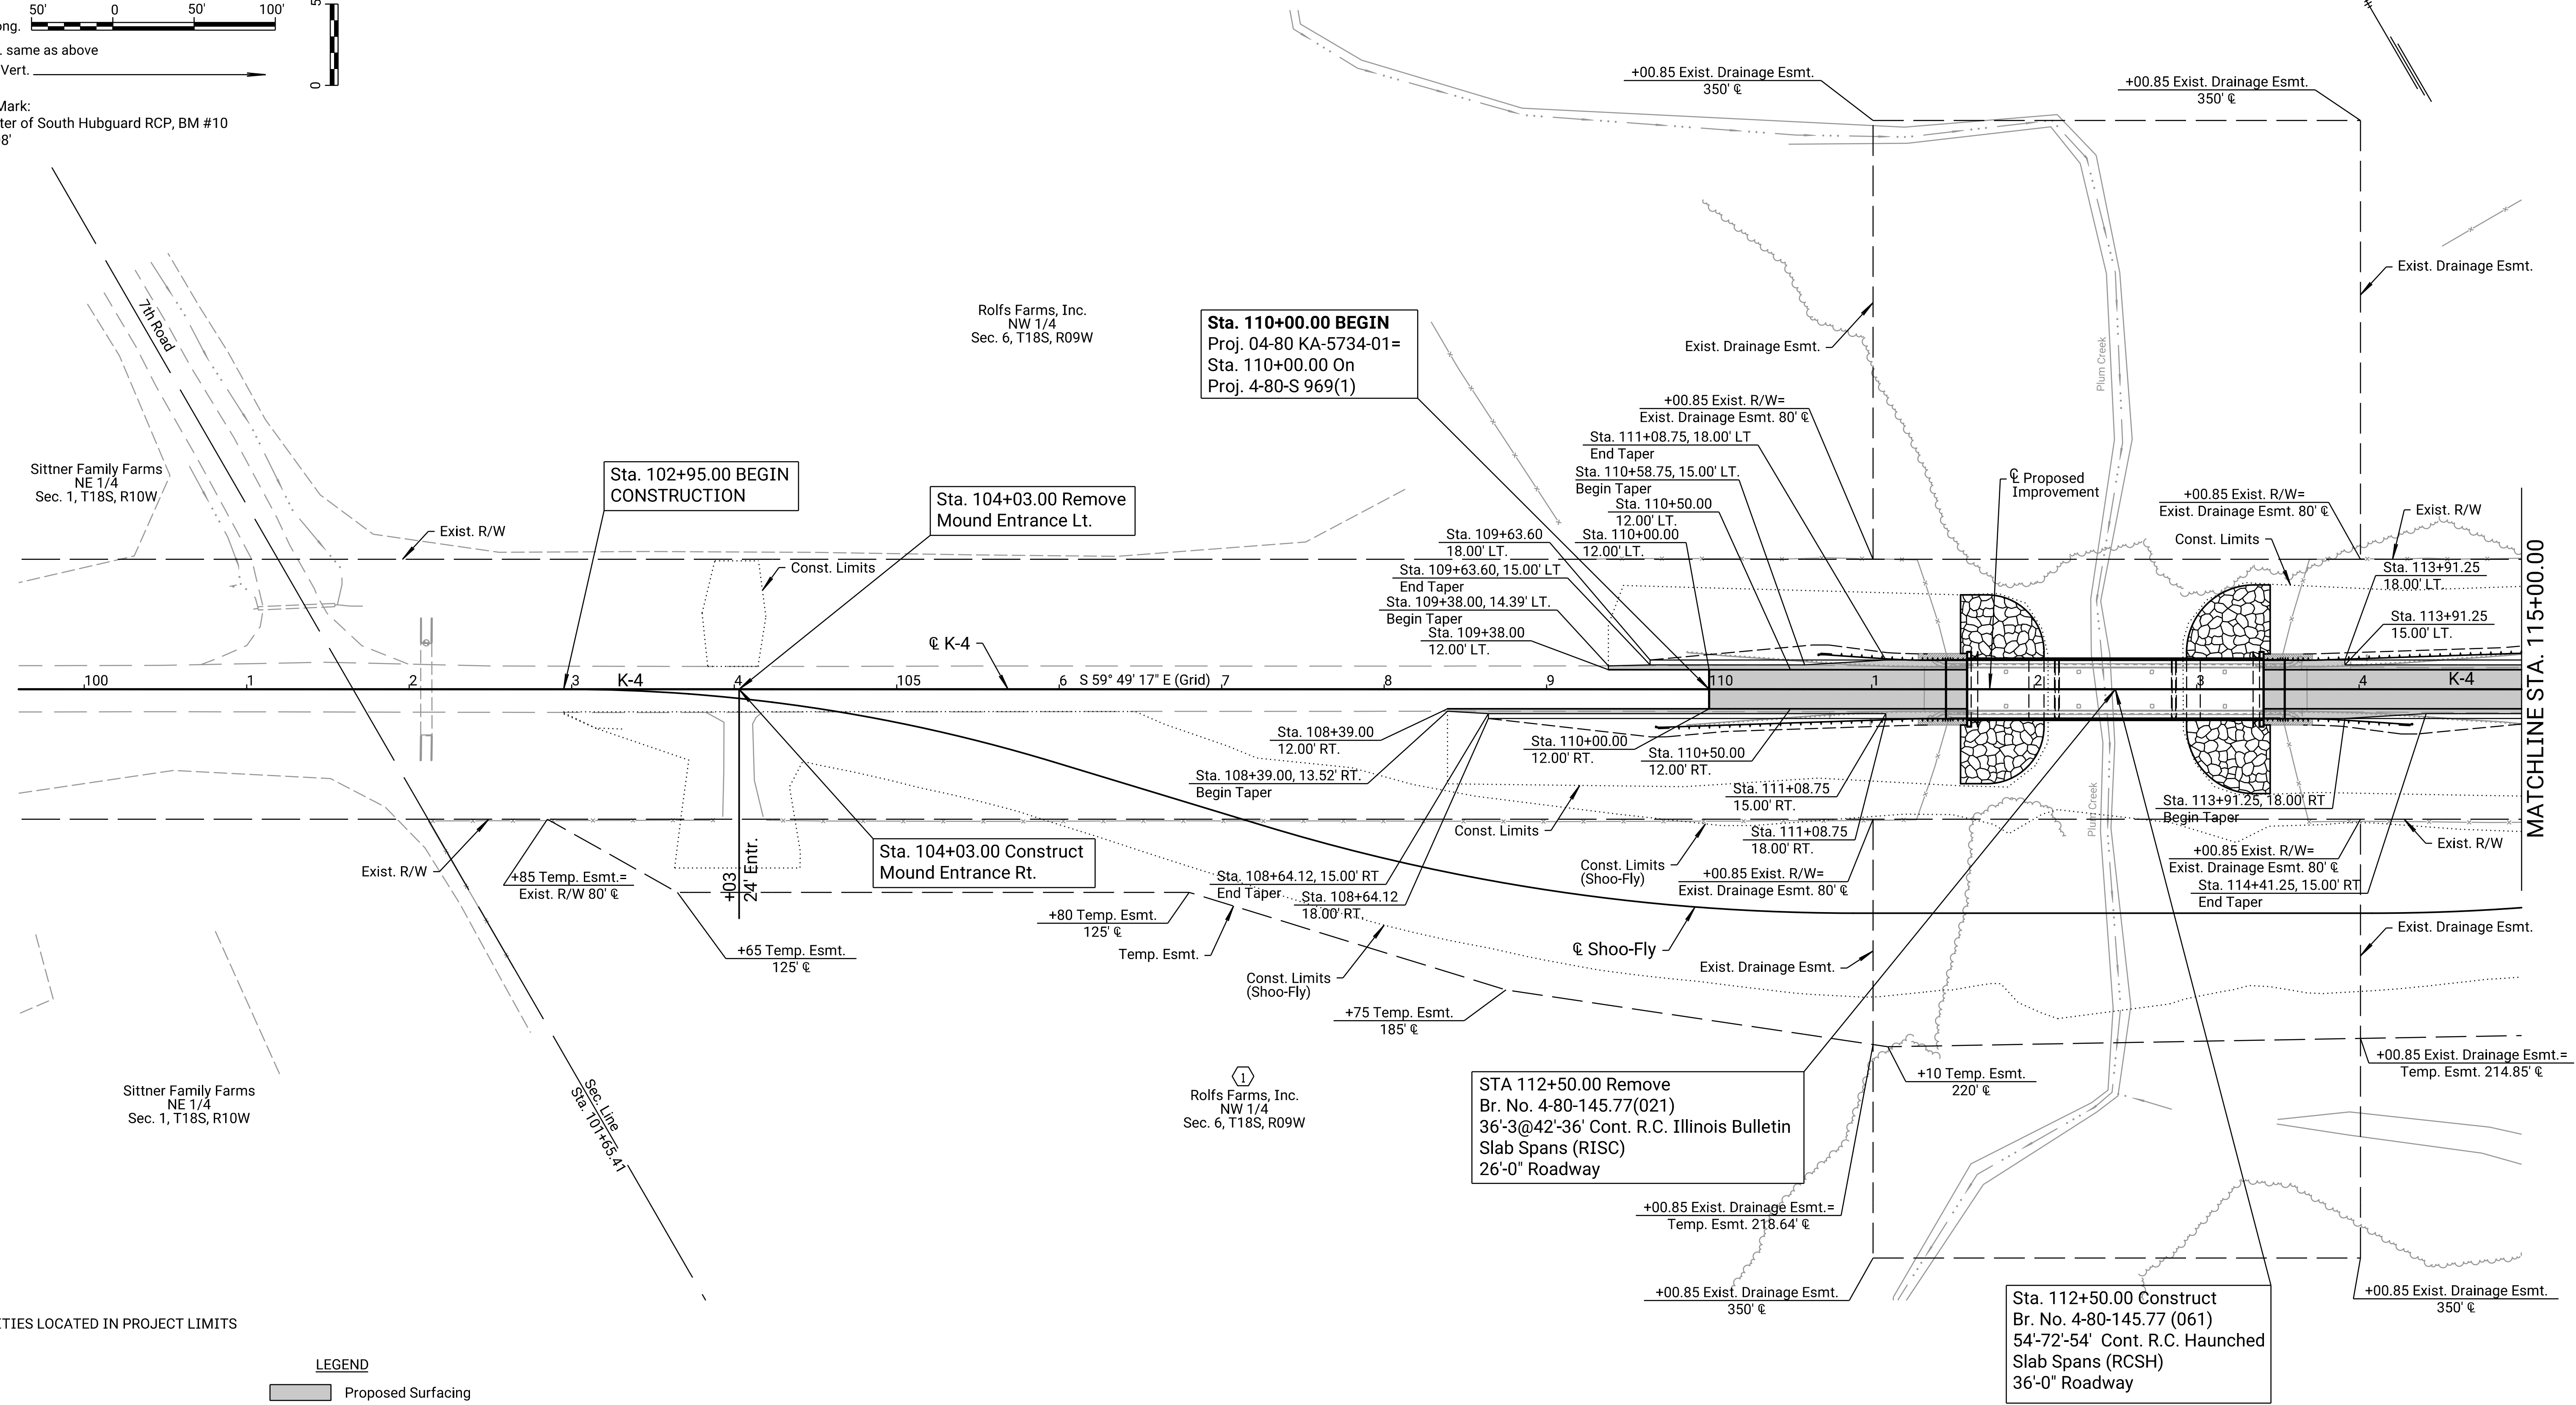 50' 0 50' 100'
5
0
ong.
. same as above
Vert.
Mark:
ter of South Hubguard RCP, BM #10
8'
+00.85 Exist. Drainage Esmt.
350' ℄
+00.85 Exist. Drainage Esmt.
350' ℄
Exist. Drainage Esmt.
7th Road
Rolfs Farms, Inc.
NW 1/4
Sec. 6, T18S, R09W
Sta. 110+00.00 BEGIN
Proj. 04-80 KA-5734-01=
Sta. 110+00.00 On
Proj. 4-80-S 969(1)
Exist. Drainage Esmt.
Plum Creek
+00.85 Exist. R/W=
Exist. Drainage Esmt. 80' ℄
Sta. 111+08.75, 18.00' LT
End Taper
Sta. 110+58.75, 15.00' LT.
Begin Taper
Sta. 110+50.00
12.00' LT.
Sta. 110+00.00
12.00' LT.
Sta. 109+63.60
18.00' LT.
Sta. 109+63.60, 15.00' LT
End Taper
Sta. 109+38.00, 14.39' LT.
Begin Taper
Sta. 109+38.00
12.00' LT.
℄ Proposed
Improvement
+00.85 Exist. R/W=
Exist. Drainage Esmt. 80' ℄
Exist. R/W
Const. Limits
Sta. 113+91.25
18.00' LT.
Sta. 113+91.25
15.00' LT.
Sittner Family Farms
NE 1/4
Sec. 1, T18S, R10W
Sta. 102+95.00 BEGIN
CONSTRUCTION
Sta. 104+03.00 Remove
Mound Entrance Lt.
Exist. R/W
Const. Limits
℄ K-4
100 1 2 3 K-4 4 105 6 S 59° 49' 17" E (Grid) 7 8 9 110 1 2 3 4 K-4
MATCHLINE STA. 115+00.00
Sta. 108+39.00
12.00' RT.
Sta. 108+39.00, 13.52' RT.
Begin Taper
Sta. 110+00.00
12.00' RT.
Sta. 110+50.00
12.00' RT.
Sta. 111+08.75
15.00' RT.
Sta. 111+08.75
18.00' RT.
Const. Limits
Const. Limits
(Shoo-Fly)
+00.85 Exist. R/W=
Exist. Drainage Esmt. 80' ℄
Plum Creek
Sta. 113+91.25, 18.00' RT
Begin Taper
Exist. R/W
+00.85 Exist. R/W=
Exist. Drainage Esmt. 80' ℄
Sta. 114+41.25, 15.00' RT
End Taper
Exist. R/W
+85 Temp. Esmt.=
Exist. R/W 80' ℄
+03
24' Entr.
Sta. 104+03.00 Construct
Mound Entrance Rt.
Sta. 108+64.12, 15.00' RT
End Taper
Sta. 108+64.12
18.00' RT.
+65 Temp. Esmt.
125' ℄
+80 Temp. Esmt.
125' ℄
Temp. Esmt.
Const. Limits
(Shoo-Fly)
℄ Shoo-Fly
Exist. Drainage Esmt.
Exist. Drainage Esmt.
+75 Temp. Esmt.
185' ℄
Sec. Line
Sta. 101+65.41
Sittner Family Farms
NE 1/4
Sec. 1, T18S, R10W
1
Rolfs Farms, Inc.
NW 1/4
Sec. 6, T18S, R09W
STA 112+50.00 Remove
Br. No. 4-80-145.77(021)
36'-3@42'-36' Cont. R.C. Illinois Bulletin
Slab Spans (RISC)
26'-0" Roadway
+10 Temp. Esmt.
220' ℄
+00.85 Exist. Drainage Esmt.=
Temp. Esmt. 214.85' ℄
+00.85 Exist. Drainage Esmt.=
Temp. Esmt. 218.64' ℄
+00.85 Exist. Drainage Esmt.
350' ℄
Sta. 112+50.00 Construct
Br. No. 4-80-145.77 (061)
54'-72'-54' Cont. R.C. Haunched
Slab Spans (RCSH)
36'-0" Roadway
+00.85 Exist. Drainage Esmt.
350' ℄
TIES LOCATED IN PROJECT LIMITS
LEGEND
Proposed Surfacing